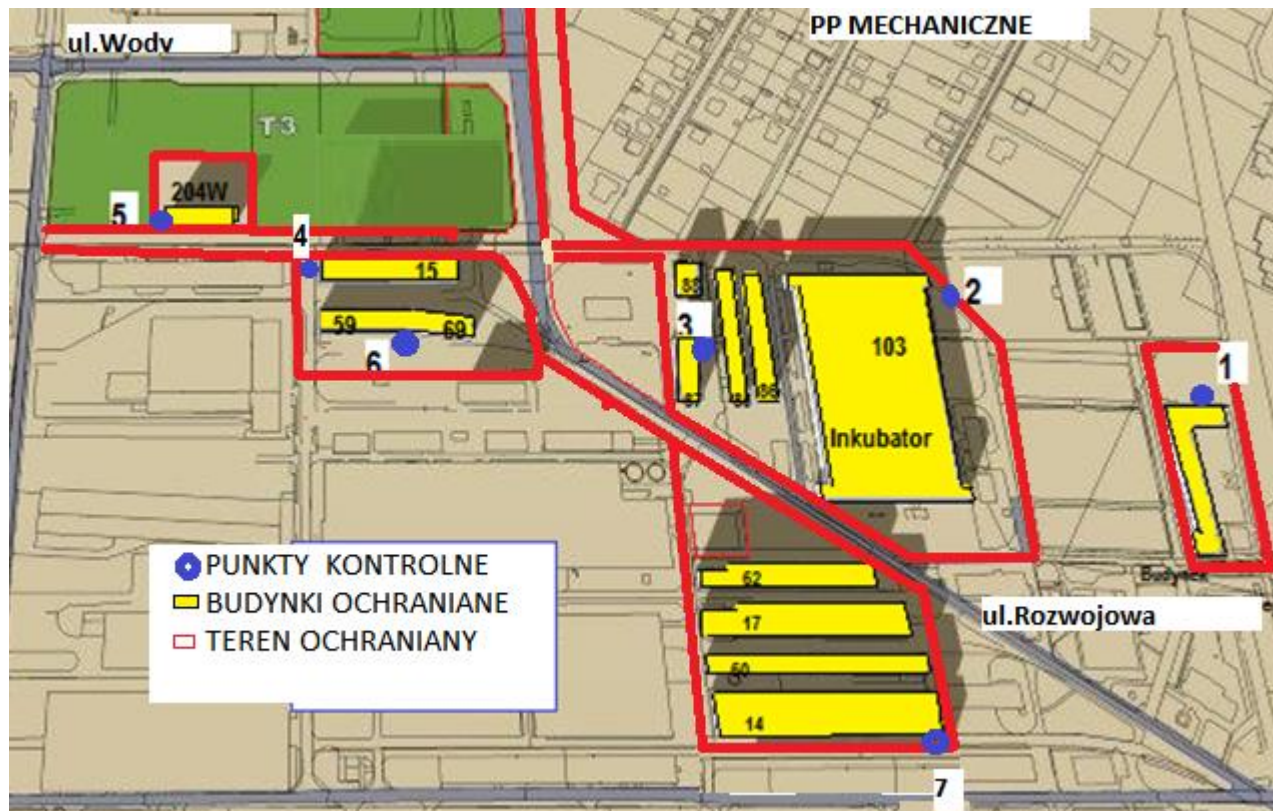 ul.Wody
PP MECHANICZNE
T3
204W
5
4
15
59
69
6
88
3
2
103
1
86
Inkubator
PUNKTY KONTROLNE
BUDYNKI OCHRANIANE
TEREN OCHRANIANY
62
17
14
ul.Rozwojowa
7